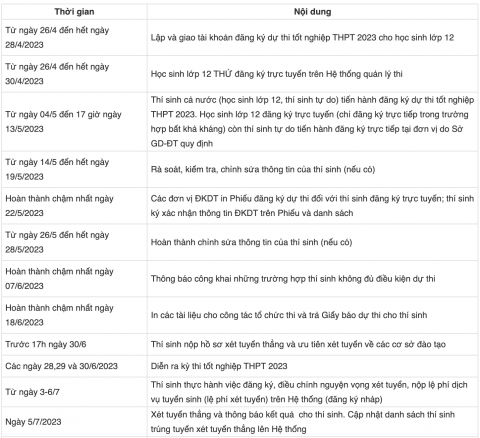 Thời gian
Nội dung
Từ ngày 26/4 đến hết ngày
28/4/2023
Lập và giao tài khoản đăng ký dự thi tốt nghiệp THPT 2023 cho học sinh lớp 12
Từ ngày 26/4 đến hết ngày
30/4/2023
Học sinh lớp 12 THỬ đăng ký trực tuyến trên Hệ thống quản lý thi
Từ ngày 04/5 đến 17 giờ ngày
13/5/2023
Thí sinh cả nước (học sinh lớp 12, thí sinh tự do) tiến hành đăng ký dự thi tốt nghiệp
THPT 2023. Học sinh lớp 12 đăng ký trực tuyến (chỉ đăng ký trực tiếp trong trường
hợp bất khả kháng) còn thí sinh tự do tiến hành đăng ký trực tiếp tại đơn vị do Sở
GD-ĐT quy định
Từ ngày 14/5 đến hết ngày
19/5/2023
Rà soát, kiểm tra, chỉnh sửa thông tin của thí sinh (nếu có)
Hoàn thành chậm nhất ngày
22/5/2023
Các đơn vị ĐKDT in Phiếu đăng ký dự thi đối với thí sinh đăng ký trực tuyến; thí sinh
ký xác nhận thông tin ĐKDT trên Phiếu và danh sách
Từ ngày 26/5 đến hết ngày
28/5/2023
Hoàn thành chỉnh sửa thông tin của thí sinh (nếu có)
Hoàn thành chậm nhất ngày
07/6/2023
Thông báo công khai những trường hợp thí sinh không đủ điều kiện dự thi
Hoàn thành chậm nhất ngày
18/6/2023
In các tài liệu cho công tác tổ chức thi và trả Giấy báo dự thi cho thí sinh
Trước 17h ngày 30/6
Thí sinh nộp hồ sơ xét tuyển thẳng và ưu tiên xét tuyển về các cơ sở đào tạo
Các ngày 28,29 và 30/6/2023
Diễn ra kỳ thi tốt nghiệp THPT 2023
Từ ngày 3-6/7
Thí sinh thực hành việc đăng ký, điều chỉnh nguyện vọng xét tuyển, nộp lệ phí dịch
vụ tuyển sinh (lệ phí xét tuyển) trên Hệ thống (đăng ký nháp)
Ngày 5/7/2023
Xét tuyển thẳng và thông báo kết quả cho thí sinh. Cập nhật danh sách thí sinh
trúng tuyển xét tuyển thẳng lên Hệ thống